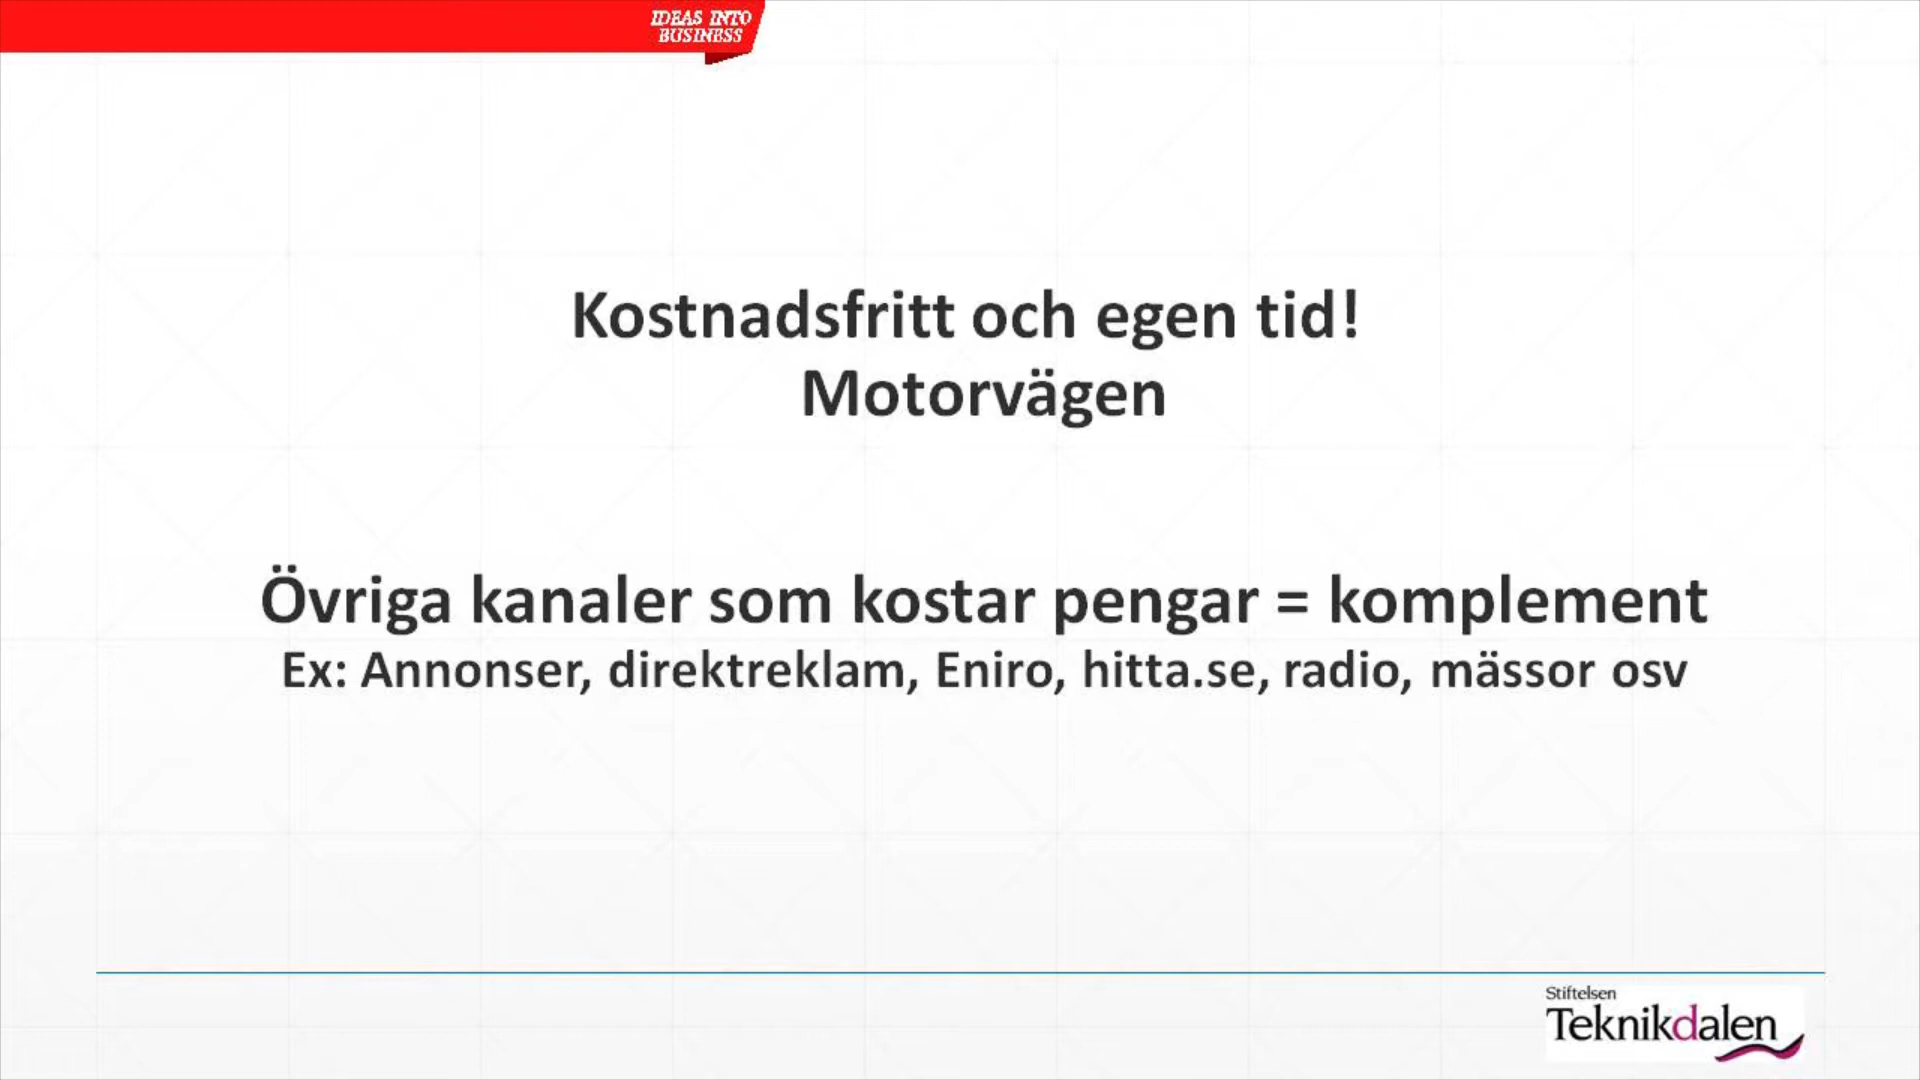 IDEAS INTO
BUSINESS
Kostnadsfritt och egen tid!
Motorvägen
Övriga kanaler som kostar pengar = komplement
Ex: Annonser, direktreklam, Eniro, hitta.se, radio, mässor osv
Stiftelsen
Teknikdalen